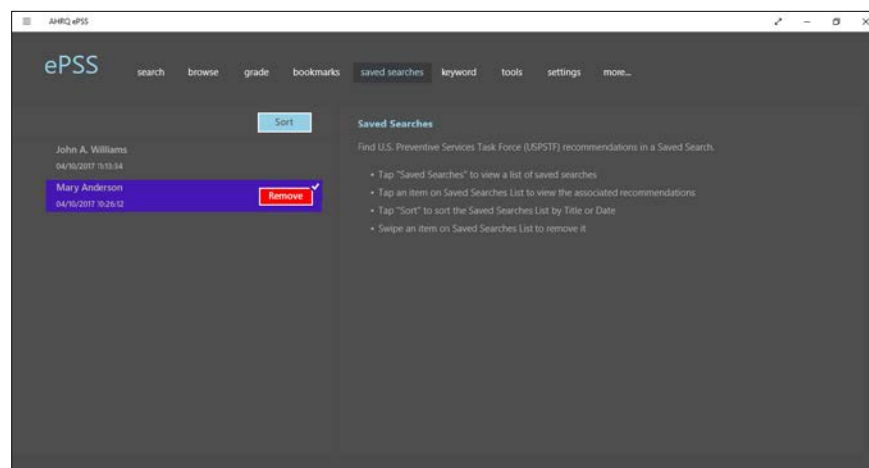 AHRQ ePSS
ePSS
search browse grade bookmarks saved searches keyword tools settings more...
Sort
John A. Williams
04/10/2017 11:13:54
Mary Anderson
04/10/2017 10:26:12
Remove
Saved Searches
Find U.S. Preventive Services Task Force (USPSTF) recommendations in a Saved Search.
• Tap "Saved Searches" to view a list of saved searches
• Tap an item on Saved Searches List to view the associated recommendations
• Tap "Sort" to sort the Saved Searches List by Title or Date
• Swipe an item on Saved Searches List to remove it